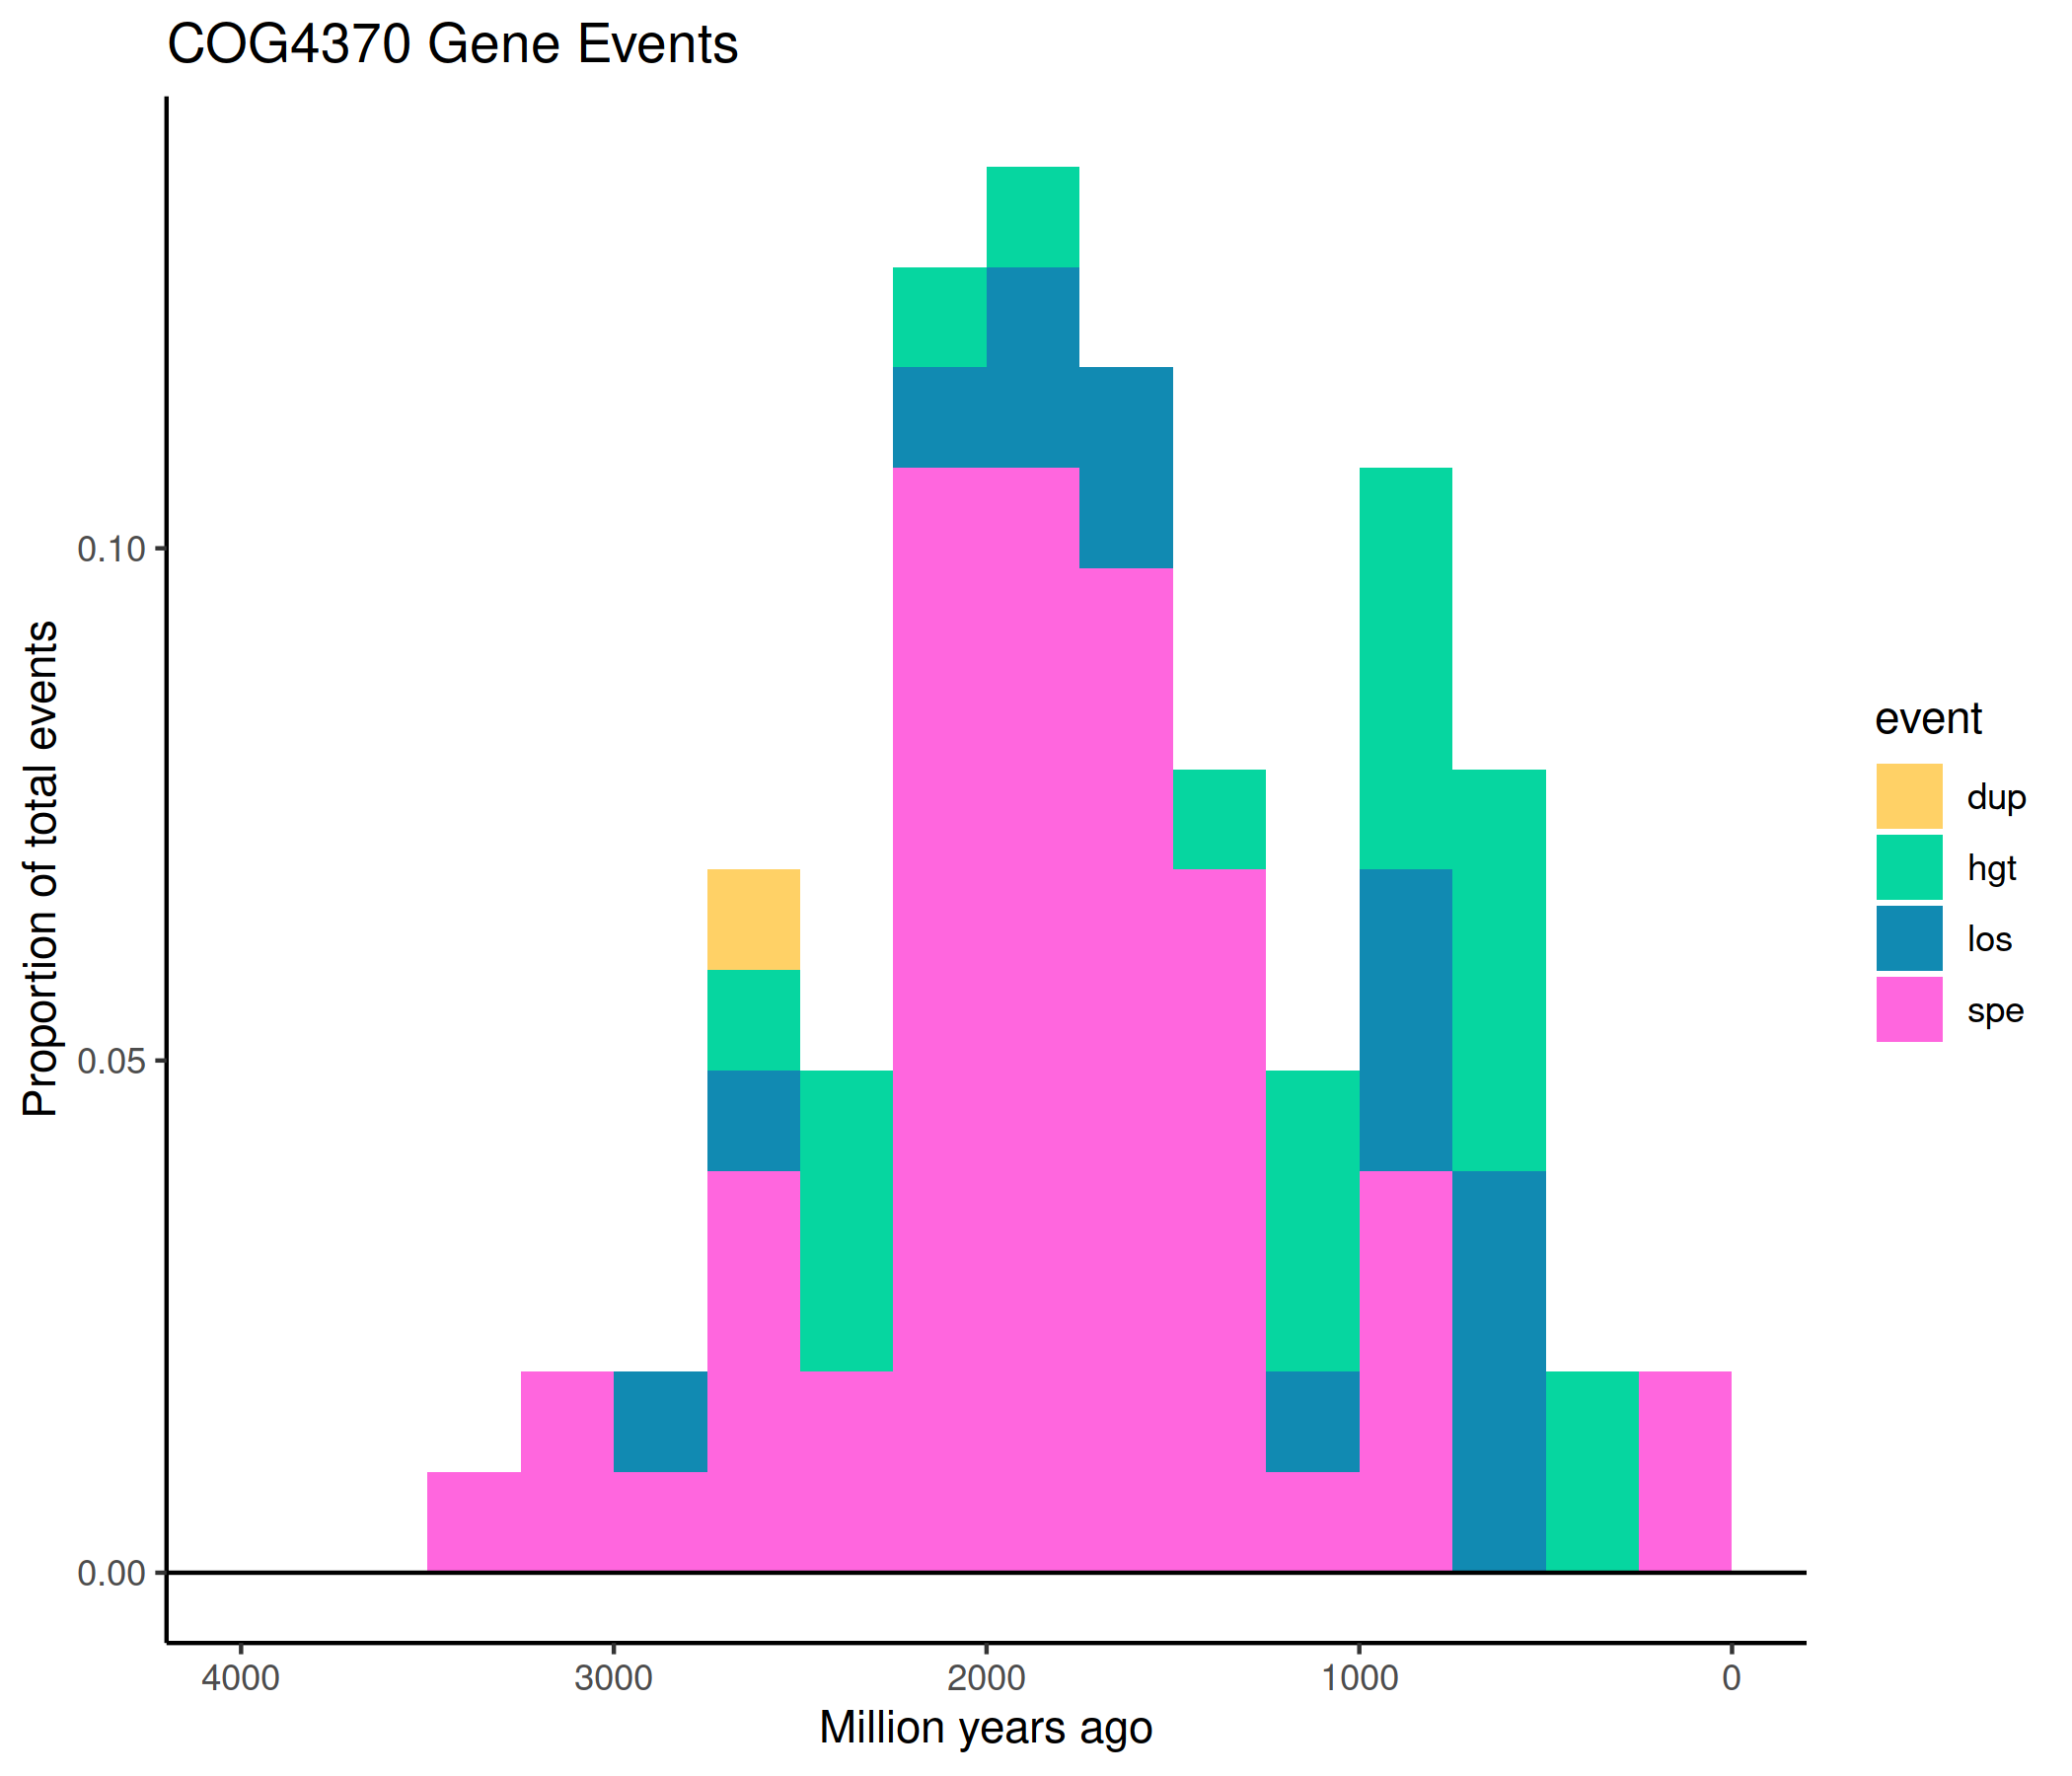 COG4370 Gene Events
Proportion of total events
0.10
0.05
0.00
4000 3000 2000 1000 0
Million years ago
event
dup
hgt
los
spe